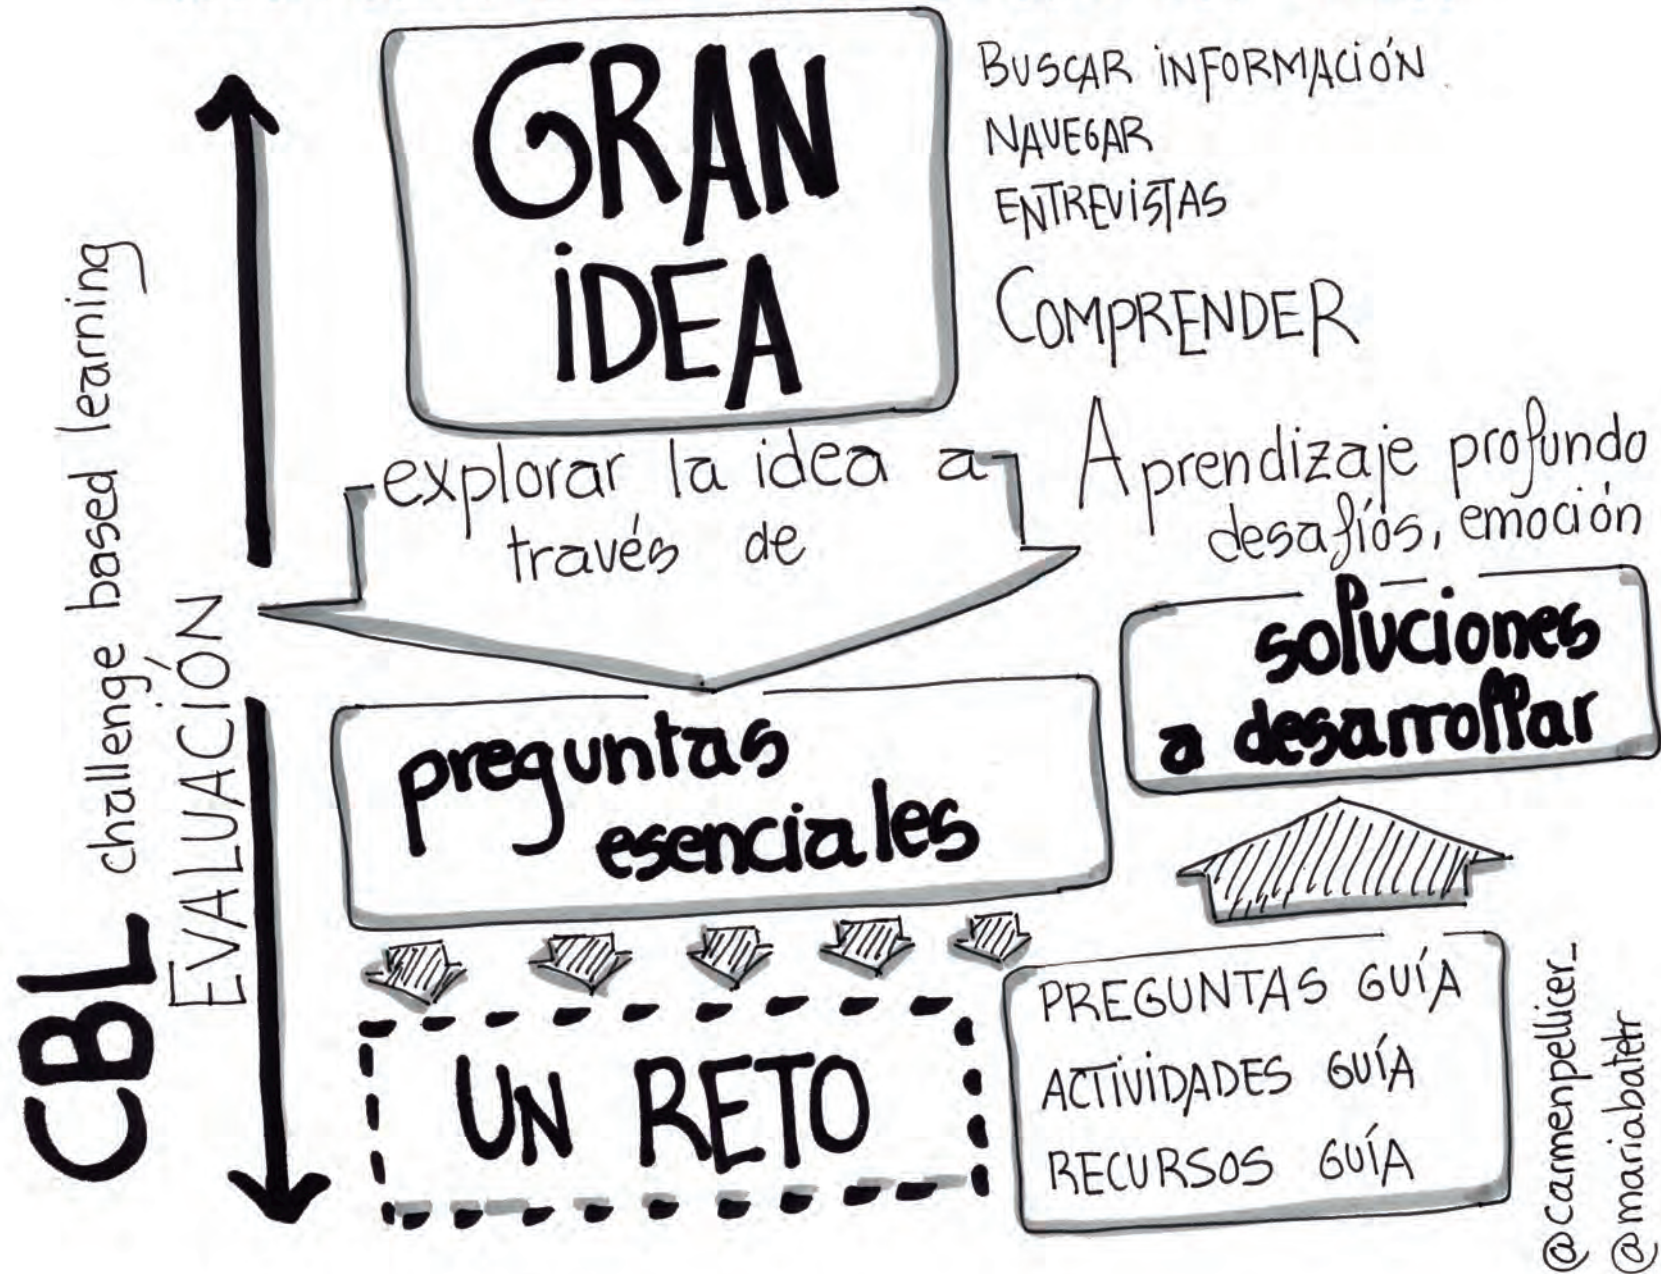 GRAN
IDEA
BUSCAR INFORMACIÓN
NAVEGAR
ENTREVISTAS
COMPRENDER
explorar la idea a
través de
Aprendizaje profundo
desafíos, emoción
soluciones
a desarrollar
preguntas
esenciales
UN RETO
PREGUNTAS GUÍA
ACTIVIDADES GUÍA
RECURSOS GUÍA
CBL challenge based learning
EVALUACIÓN
@carmenpellicer_
@mariabatetr